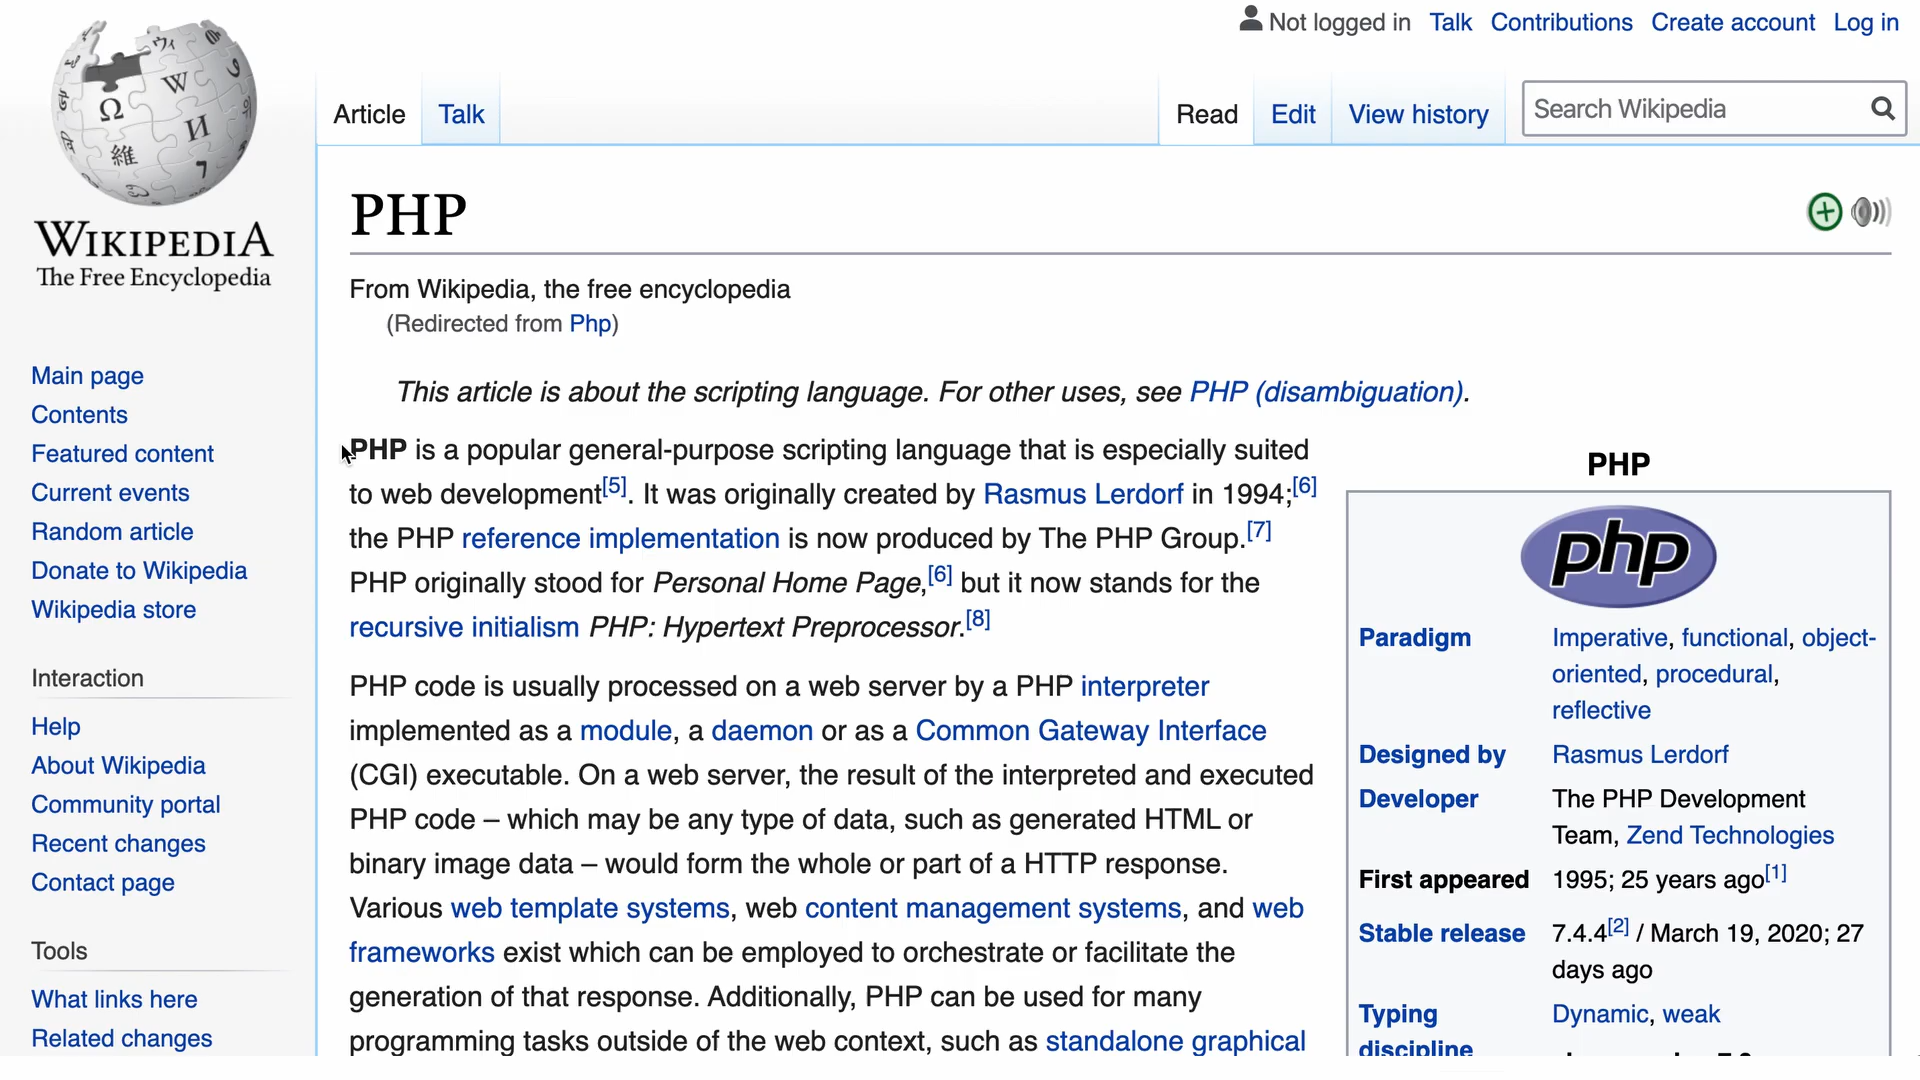 Not logged in Talk Contributions Create account Log in
Article Talk Read Edit View history Search Wikipedia
WIKIPEDIA
The Free Encyclopedia
Main page
Contents
Featured content
Current events
Random article
Donate to Wikipedia
Wikipedia store
Interaction
Help
About Wikipedia
Community portal
Recent changes
Contact page
Tools
What links here
Related changes
PHP
From Wikipedia, the free encyclopedia
(Redirected from Php)
This article is about the scripting language. For other uses, see PHP (disambiguation).
PHP is a popular general-purpose scripting language that is especially suited
to web development[5]. It was originally created by Rasmus Lerdorf in 1994;[6]
the PHP reference implementation is now produced by The PHP Group.[7]
PHP originally stood for Personal Home Page,[6] but it now stands for the
recursive initialism PHP: Hypertext Preprocessor.[8]
PHP code is usually processed on a web server by a PHP interpreter
implemented as a module, a daemon or as a Common Gateway Interface
(CGI) executable. On a web server, the result of the interpreted and executed
PHP code – which may be any type of data, such as generated HTML or
binary image data – would form the whole or part of a HTTP response.
Various web template systems, web content management systems, and web
frameworks exist which can be employed to orchestrate or facilitate the
generation of that response. Additionally, PHP can be used for many
programming tasks outside of the web context, such as standalone graphical
PHP
php
Paradigm Imperative, functional, object-
oriented, procedural,
reflective
Designed by Rasmus Lerdorf
Developer The PHP Development
Team, Zend Technologies
First appeared 1995; 25 years ago[1]
Stable release 7.4.4[2] / March 19, 2020; 27
days ago
Typing Dynamic, weak
discipline